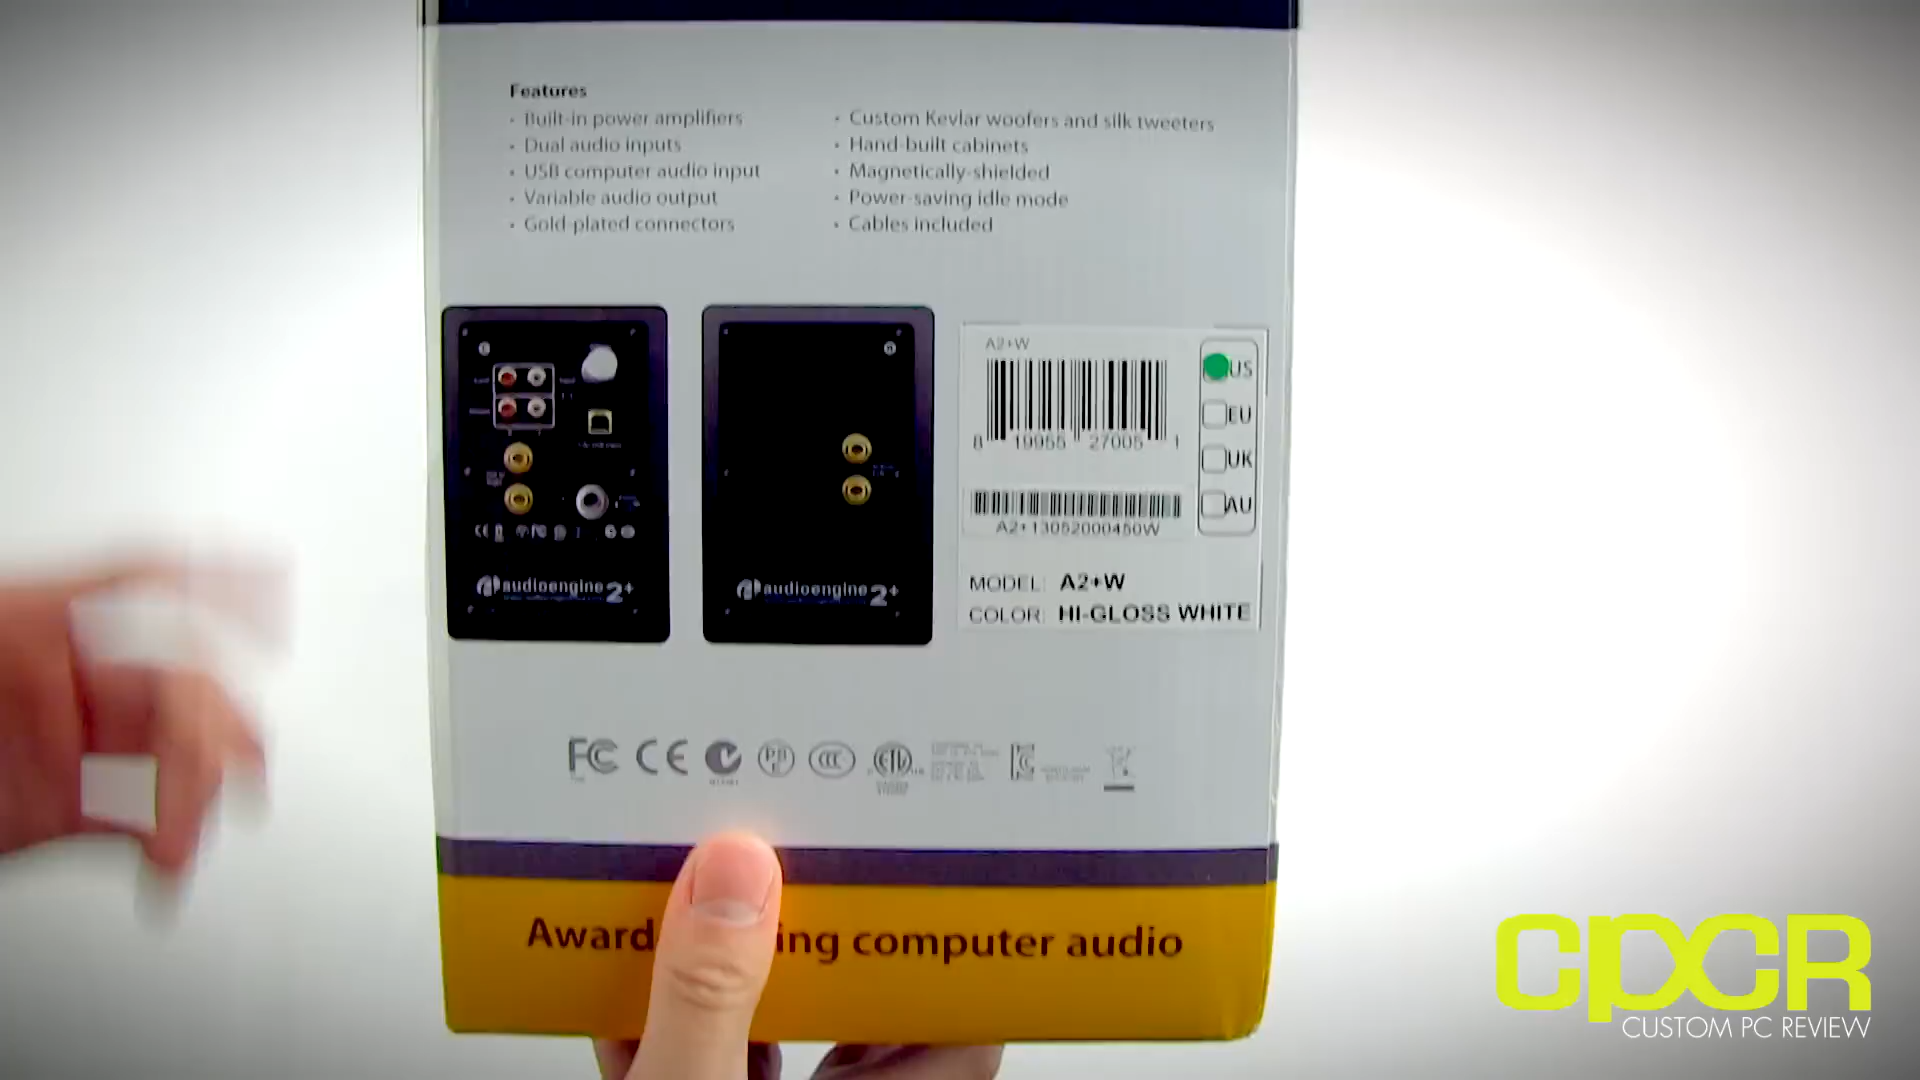 Features
· Built-in power amplifiers
· Dual audio inputs
· USB computer audio input
· Variable audio output
· Gold-plated connectors
· Custom Kevlar woofers and silk tweeters
· Hand-built cabinets
· Magnetically-shielded
· Power-saving idle mode
· Cables included
audioengine 2+
audioengine 2+
A2+W
8 19955 27005 1
A2+13052000450W
US
EU
UK
AU
MODEL: A2+W
COLOR: HI-GLOSS WHITE
FC CE
Award ing computer audio
CPCR
CUSTOM PC REVIEW